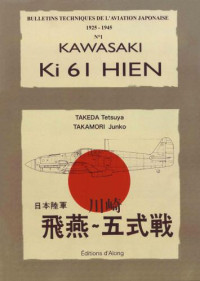 BULLETINS TECHNIQUES DE L'AVIATION JAPONAISE
1925 - 1945
N°1
KAWASAKI
Ki 61 HIEN
TAKEDA Tetsuya
TAKAMORI Junko
日本陸軍 川崎
飛燕~五式戦
Éditions d'Along